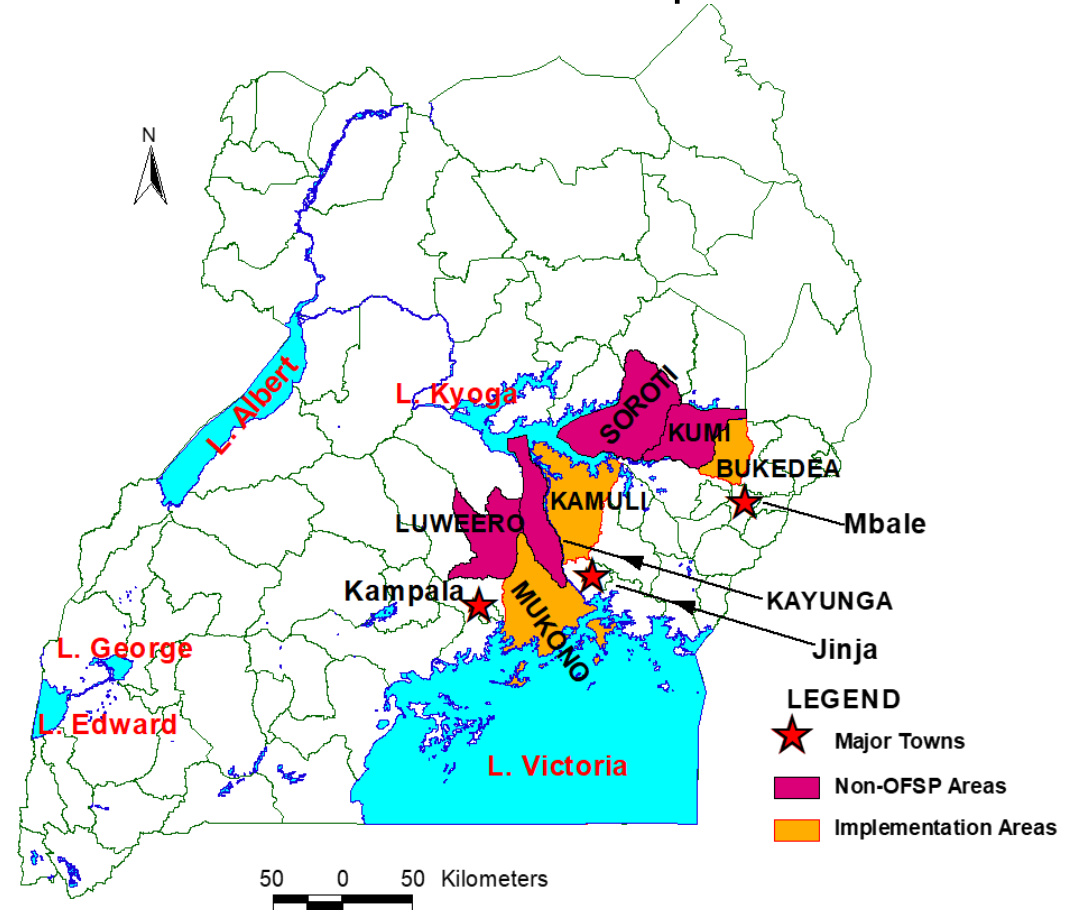 N
L. Albert
L. Kyoga
SOROTI
KUMI
BUKEDEA
KAMULI
LUWEERO
Mbale
Kampala
MUKONO
KAYUNGA
Jinja
L. George
L. Edward
L. Victoria
LEGEND
Major Towns
Non-OFSP Areas
Implementation Areas
50 0 50 Kilometers